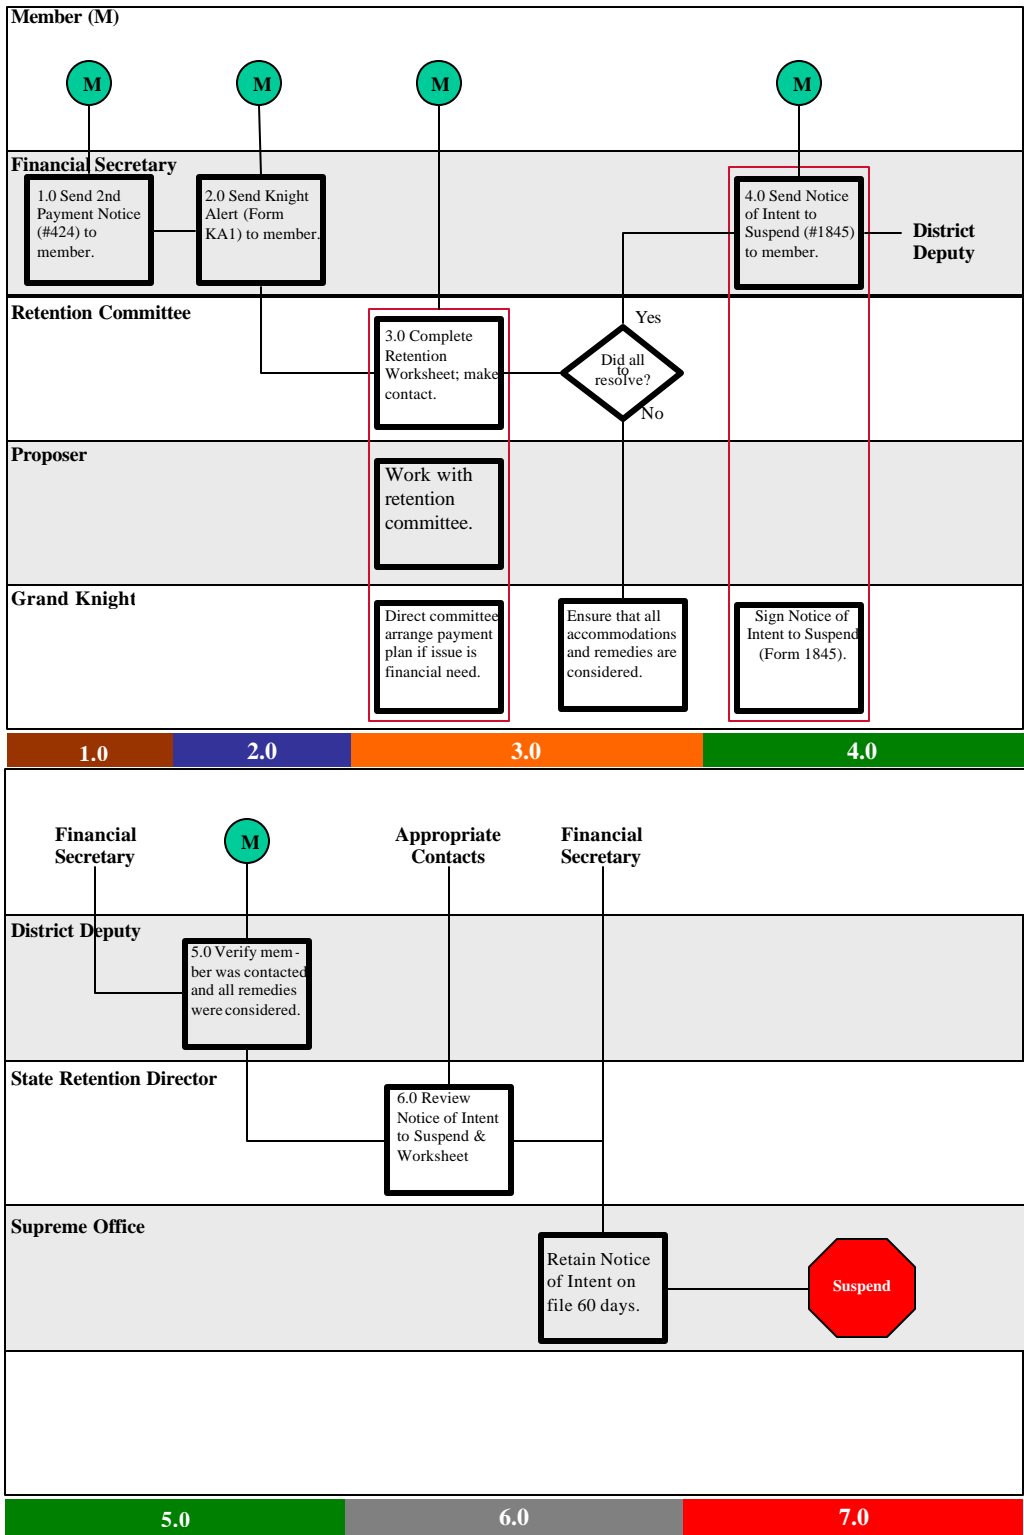 Member (M)
M
M
M
M
Financial Secretary
1.0 Send 2nd
Payment Notice
(#424) to
member.
2.0 Send Knight
Alert (Form
KA1) to member.
4.0 Send Notice
of Intent to
Suspend (#1845)
to member.
District
Deputy
Retention Committee
3.0 Complete
Retention
Worksheet; make
contact.
Yes
Did all
to
resolve?
No
Proposer
Work with
retention
committee.
Grand Knight
Direct committee
arrange payment
plan if issue is
financial need.
Ensure that all
accommodations
and remedies are
considered.
Sign Notice of
Intent to Suspend
(Form 1845).
1.0
2.0
3.0
4.0
Financial
Secretary
M
Appropriate
Contacts
Financial
Secretary
District Deputy
5.0 Verify mem-
ber was contacted
and all remedies
were considered.
State Retention Director
6.0 Review
Notice of Intent
to Suspend &
Worksheet
Supreme Office
Retain Notice
of Intent on
file 60 days.
Suspend
5.0
6.0
7.0